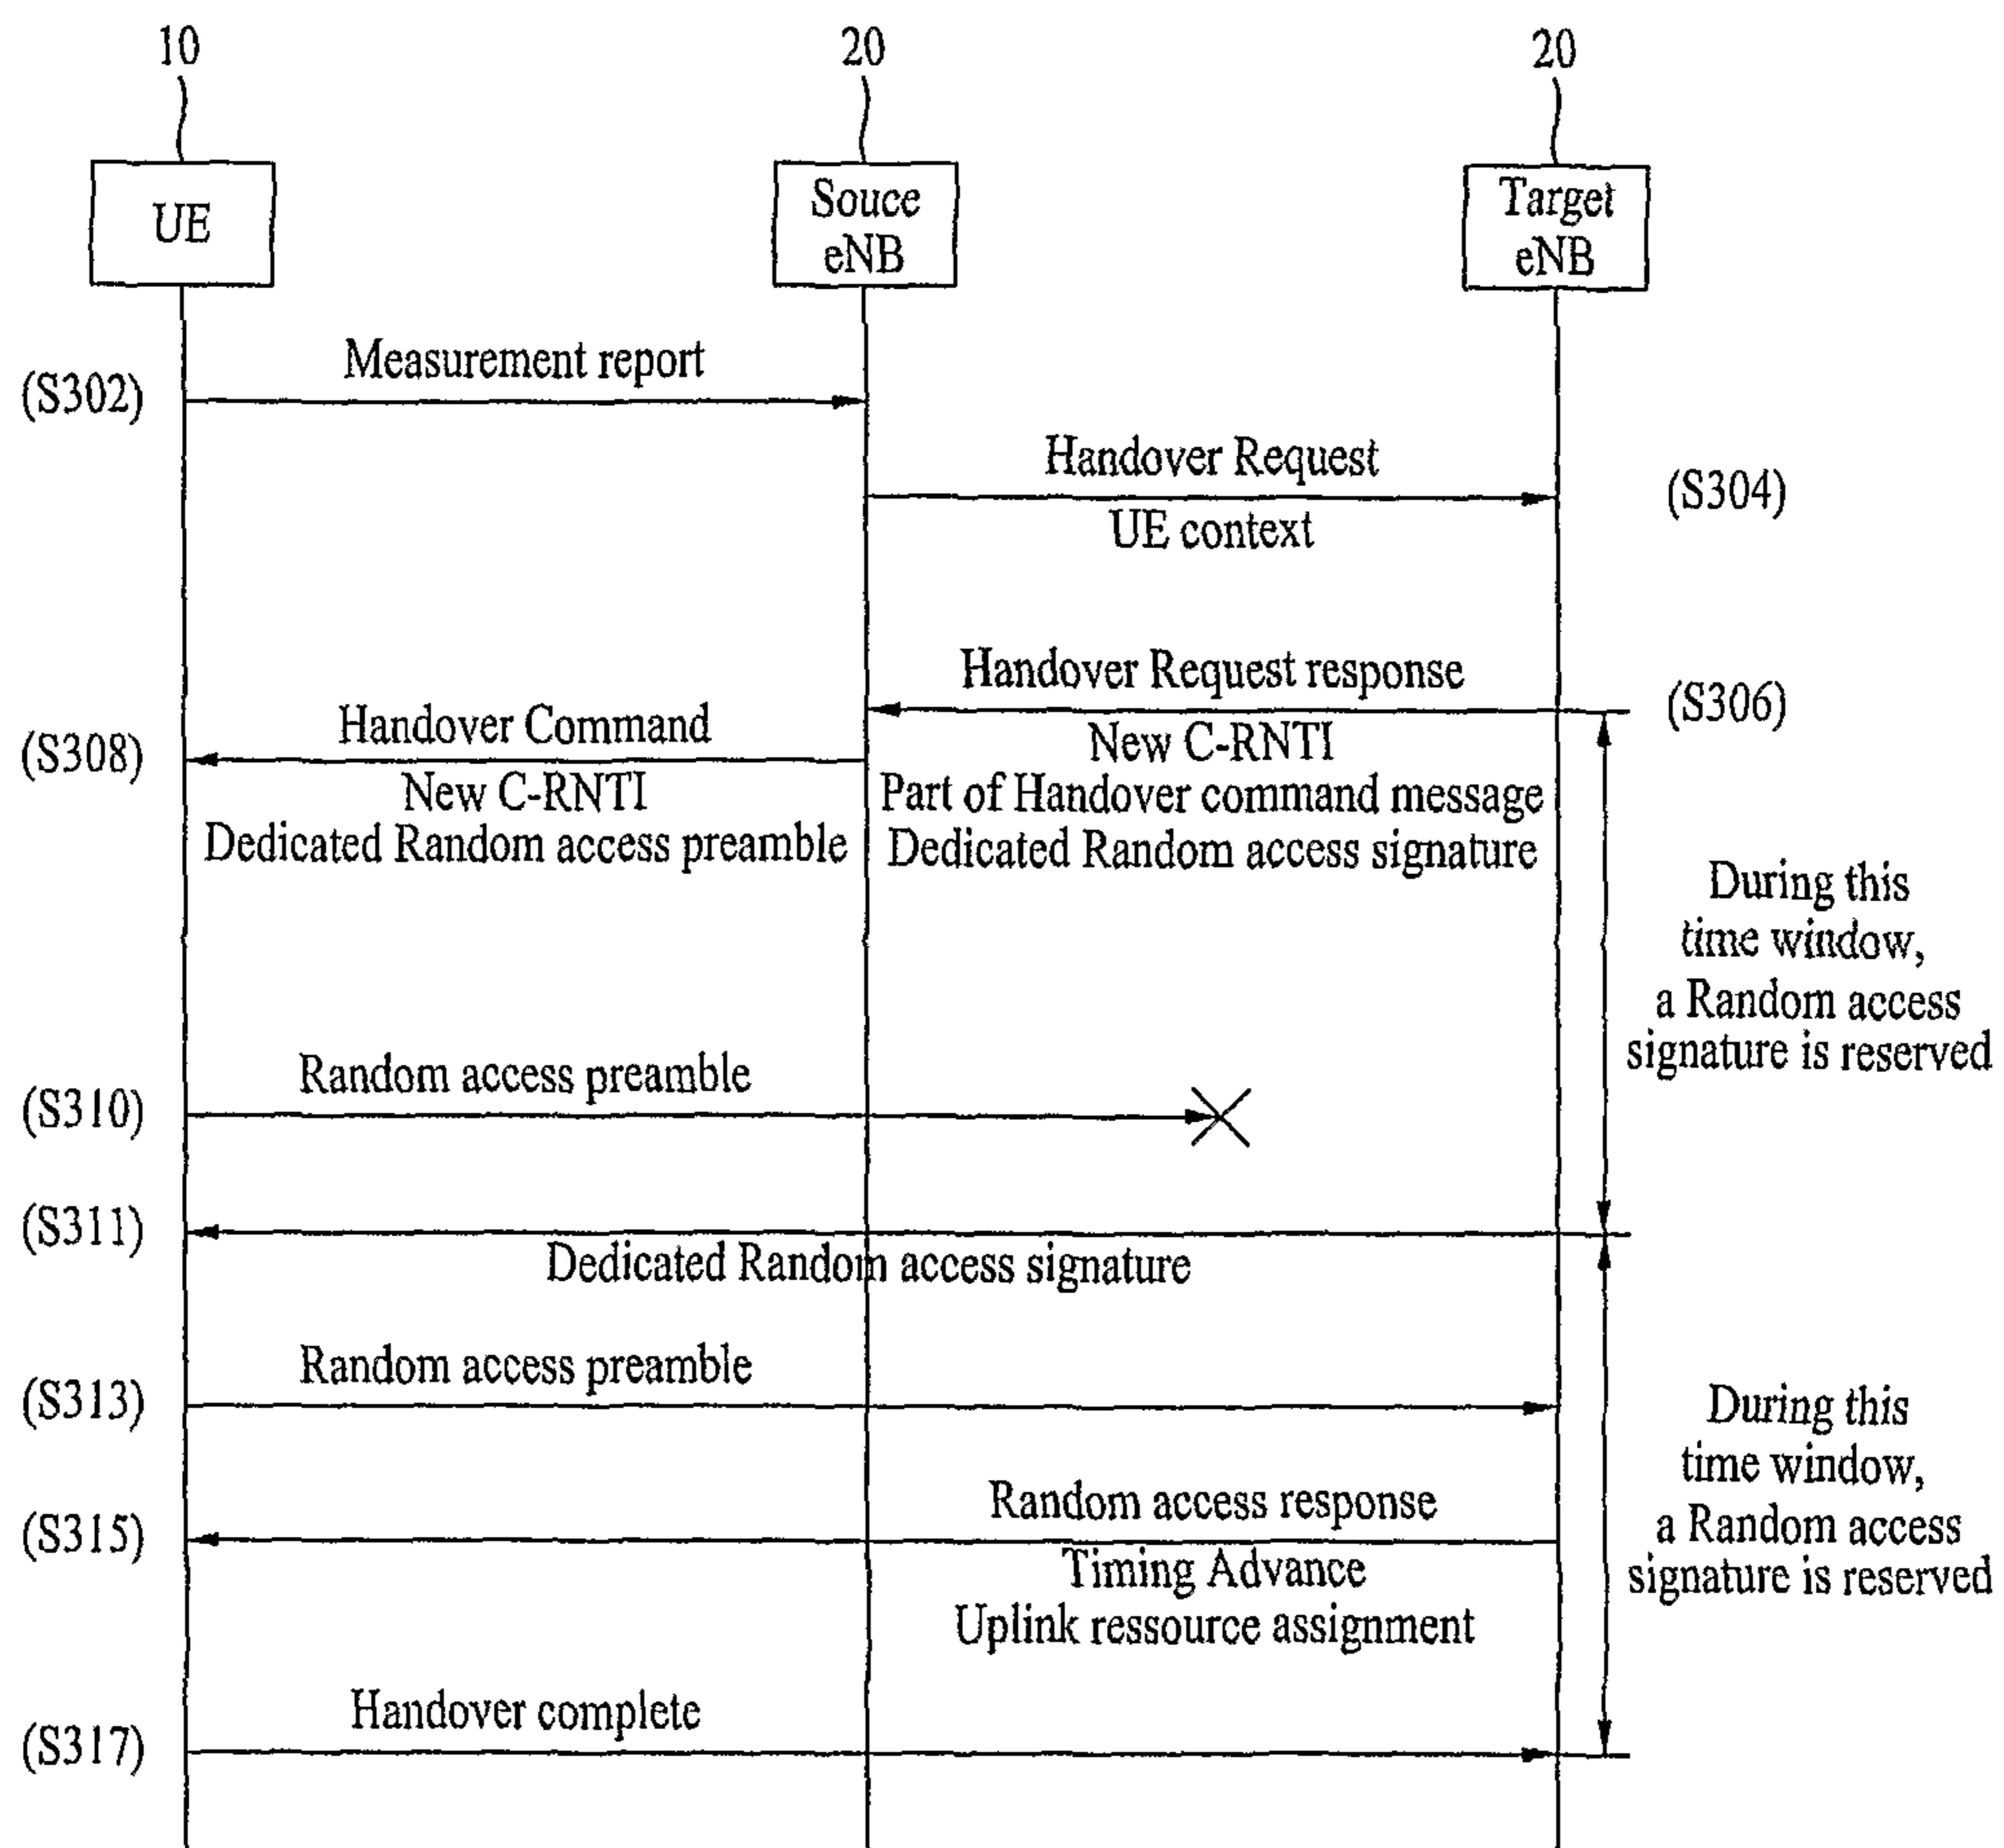 10
20
20
UE
Souce
eNB
Target
eNB
Measurement report
(S302)
Handover Request
(S304)
UE context
Handover Request response
(S306)
Handover Command
(S308)
New C-RNTI
Part of Handover command message
Dedicated Random access signature
New C-RNTI
Dedicated Random access preamble
During this
time window,
a Random access
signature is reserved
Random access preamble
(S310)
(S311)
Dedicated Random access signature
Random access preamble
(S313)
During this
time window,
a Random access
signature is reserved
Random access response
(S315)
Timing Advance
Uplink ressource assignment
Handover complete
(S317)